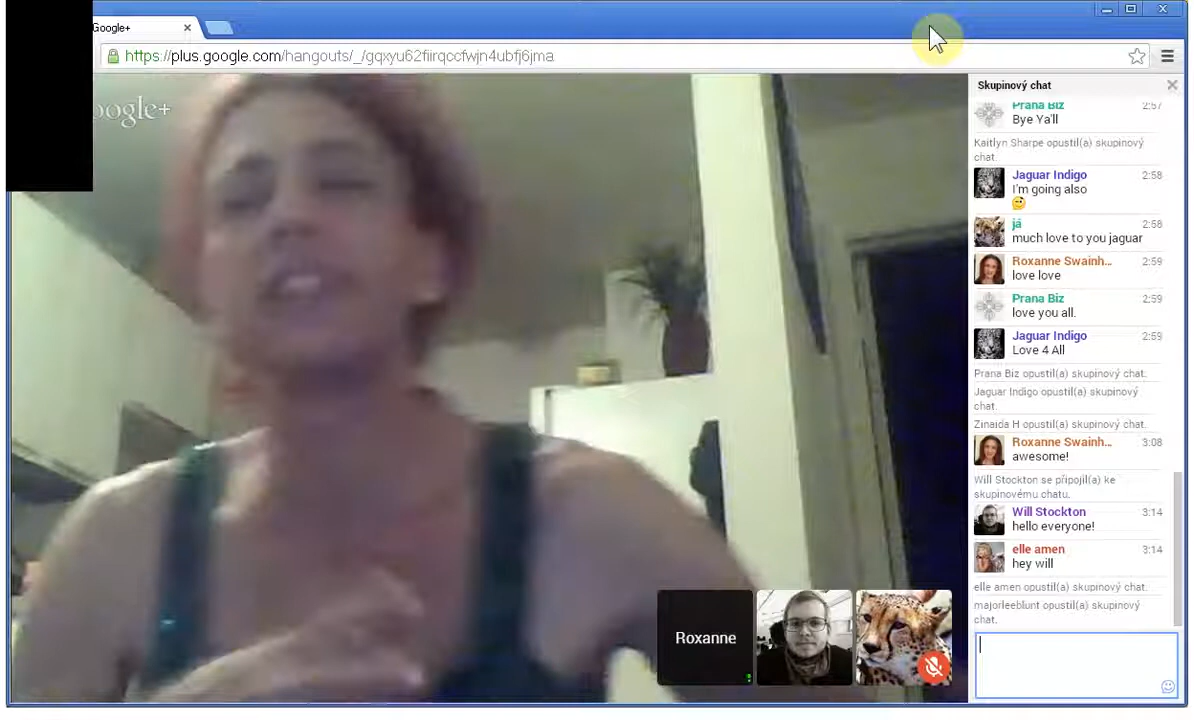 Google+
https://plus.google.com/hangouts/_/gqxyu62fiirqccfwjn4ubfj6jma
oogle+
Skupinový chat
Prana Biz 2:57
Bye Ya'll
Kaitlyn Sharpe opustil(a) skupinový
chat.
Jaguar Indigo 2:58
I'm going also
já 2:58
much love to you jaguar
Roxanne Swainh... 2:59
love love
Prana Biz 2:59
love you all.
Jaguar Indigo 2:59
Love 4 All
Prana Biz opustil(a) skupinový chat.
Jaguar Indigo opustil(a) skupinový
chat.
Zinaida H opustil(a) skupinový chat.
Roxanne Swainh... 3:08
awesome!
Will Stockton se připojil(a) ke
skupinovému chatu.
Will Stockton 3:14
hello everyone!
elle amen 3:14
hey will
elle amen opustil(a) skupinový chat.
majorleeblunt opustil(a) skupinový
chat.
Roxanne